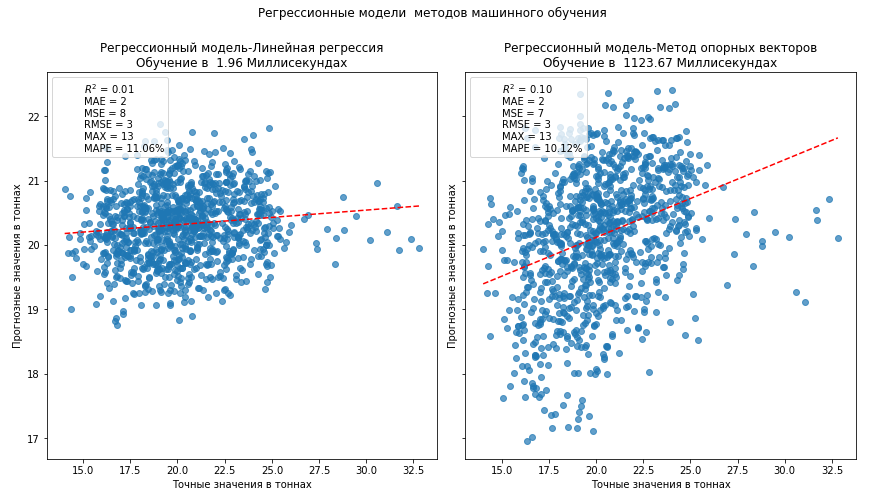 Регрессионные модели  методов машинного обучения
Регрессионный модель-Линейная регрессия
Обучение в  1.96 Миллисекундах
R² = 0.01
MAE = 2
MSE = 8
RMSE = 3
MAX = 13
MAPE = 11.06%
22
21
20
19
18
17
Прогнозные значения в тоннах
15.0 17.5 20.0 22.5 25.0 27.5 30.0 32.5
Точные значения в тоннах
Регрессионный модель-Метод опорных векторов
Обучение в  1123.67 Миллисекундах
R² = 0.10
MAE = 2
MSE = 7
RMSE = 3
MAX = 13
MAPE = 10.12%
Прогнозные значения в тоннах
15.0 17.5 20.0 22.5 25.0 27.5 30.0 32.5
Точные значения в тоннах